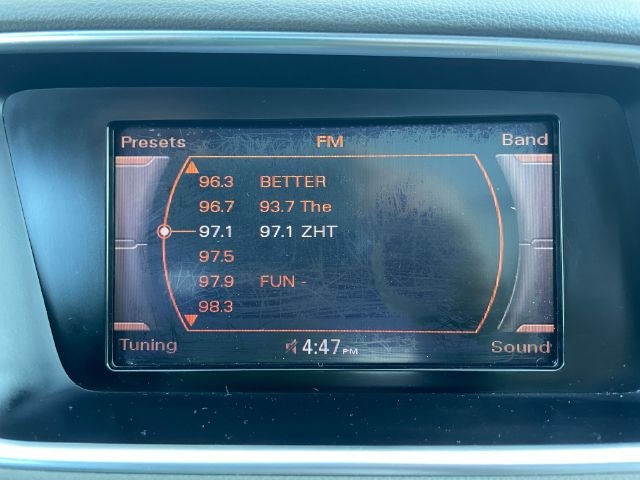 Presets FM Band
96.3 BETTER
96.7 93.7 The
97.1 97.1 ZHT
97.5
97.9 FUN -
98.3
Tuning 4:47 PM Sound